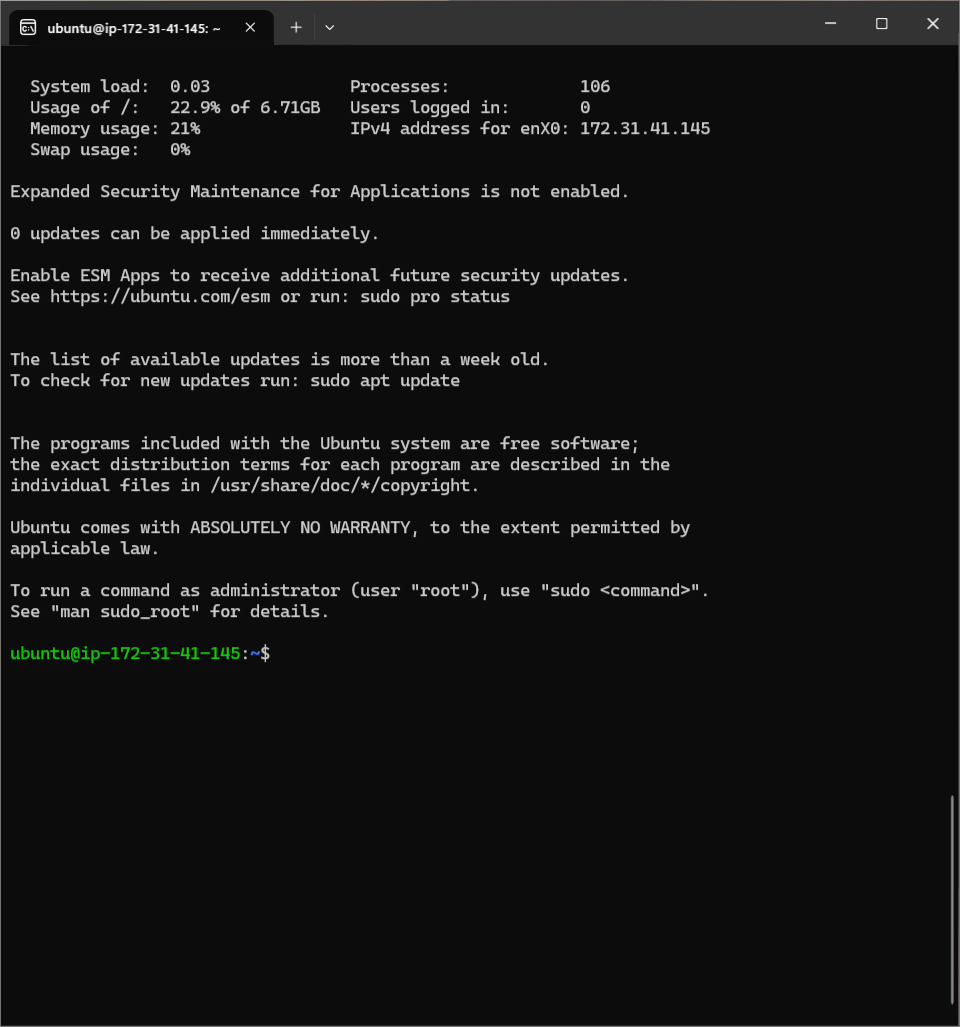 ubuntu@ip-172-31-41-145: ~
System load:  0.03              Processes:             106
Usage of /:   22.9% of 6.71GB   Users logged in:       0
Memory usage: 21%               IPv4 address for enX0: 172.31.41.145
Swap usage:   0%
Expanded Security Maintenance for Applications is not enabled.
0 updates can be applied immediately.
Enable ESM Apps to receive additional future security updates.
See https://ubuntu.com/esm or run: sudo pro status
The list of available updates is more than a week old.
To check for new updates run: sudo apt update
The programs included with the Ubuntu system are free software;
the exact distribution terms for each program are described in the
individual files in /usr/share/doc/*/copyright.
Ubuntu comes with ABSOLUTELY NO WARRANTY, to the extent permitted by
applicable law.
To run a command as administrator (user "root"), use "sudo <command>".
See "man sudo_root" for details.
ubuntu@ip-172-31-41-145:~$